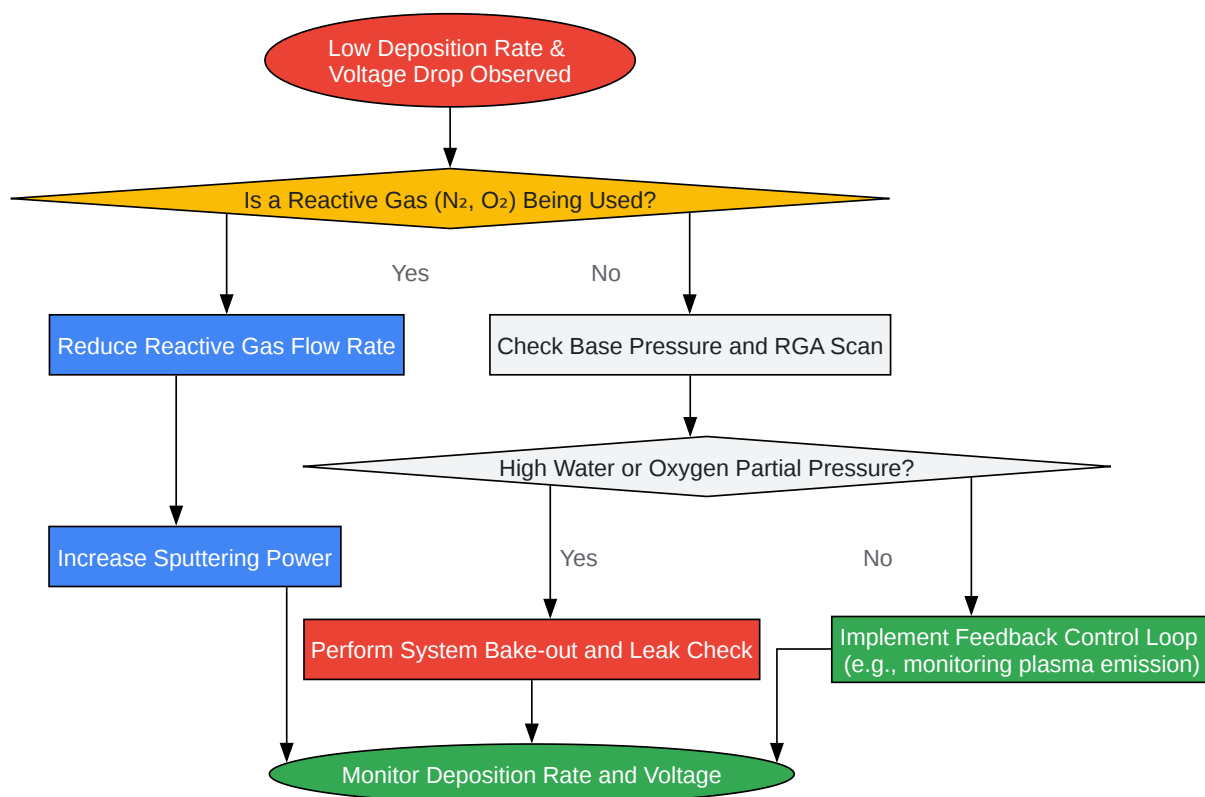 Low Deposition Rate &
Voltage Drop Observed
Is a Reactive Gas (N₂, O₂) Being Used?
Yes
No
Reduce Reactive Gas Flow Rate
Check Base Pressure and RGA Scan
High Water or Oxygen Partial Pressure?
Increase Sputtering Power
Yes
No
Perform System Bake-out and Leak Check
Implement Feedback Control Loop
(e.g., monitoring plasma emission)
Monitor Deposition Rate and Voltage